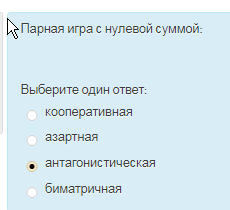 Парная игра с нулевой суммой:
Выберите один ответ:
кооперативная
азартная
антагонистическая
биматричная